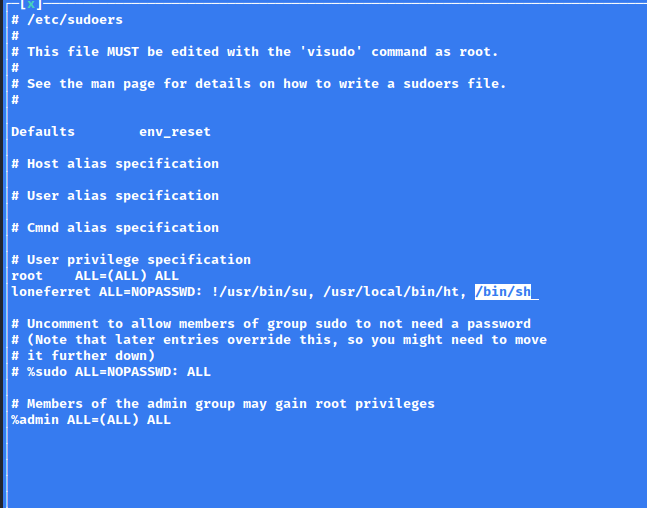 [x]
# /etc/sudoers
#
# This file MUST be edited with the 'visudo' command as root.
#
# See the man page for details on how to write a sudoers file.
#
Defaults        env_reset
# Host alias specification
# User alias specification
# Cmnd alias specification
# User privilege specification
root    ALL=(ALL) ALL
loneferret ALL=NOPASSWD: !/usr/bin/su, /usr/local/bin/ht, /bin/sh_
# Uncomment to allow members of group sudo to not need a password
# (Note that later entries override this, so you might need to move
# it further down)
# %sudo ALL=NOPASSWD: ALL
# Members of the admin group may gain root privileges
%admin ALL=(ALL) ALL